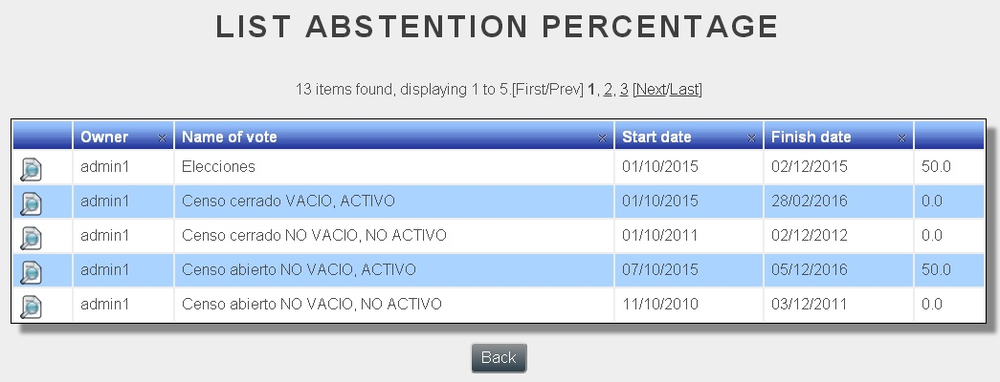 LIST ABSTENTION PERCENTAGE
13 items found, displaying 1 to 5.[First/Prev] 1, 2, 3 [Next/Last]
Owner Name of vote Start date Finish date
admin1 Elecciones 01/10/2015 02/12/2015 50.0
admin1 Censo cerrado VACIO, ACTIVO 01/10/2015 28/02/2016 0.0
admin1 Censo cerrado NO VACIO, NO ACTIVO 01/10/2011 02/12/2012 0.0
admin1 Censo abierto NO VACIO, ACTIVO 07/10/2015 05/12/2016 50.0
admin1 Censo abierto NO VACIO, NO ACTIVO 11/10/2010 03/12/2011 0.0
Back